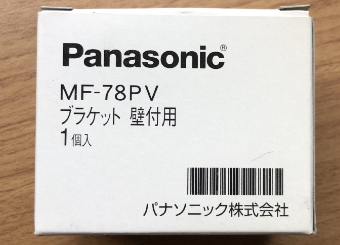 Panasonic®
MF-78PV
ブラケット 壁付用
1個入
パナソニック株式会社